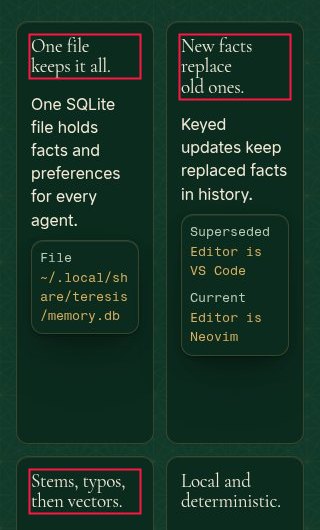 One file
keeps it all.
One SQLite
file holds
facts and
preferences
for every
agent.
File
~/.local/sh
are/teresis
/memory.db
New facts
replace
old ones.
Keyed
updates keep
replaced facts
in history.
Superseded
Editor is
VS Code
Current
Editor is
Neovim
Stems, typos,
then vectors.
Local and
deterministic.